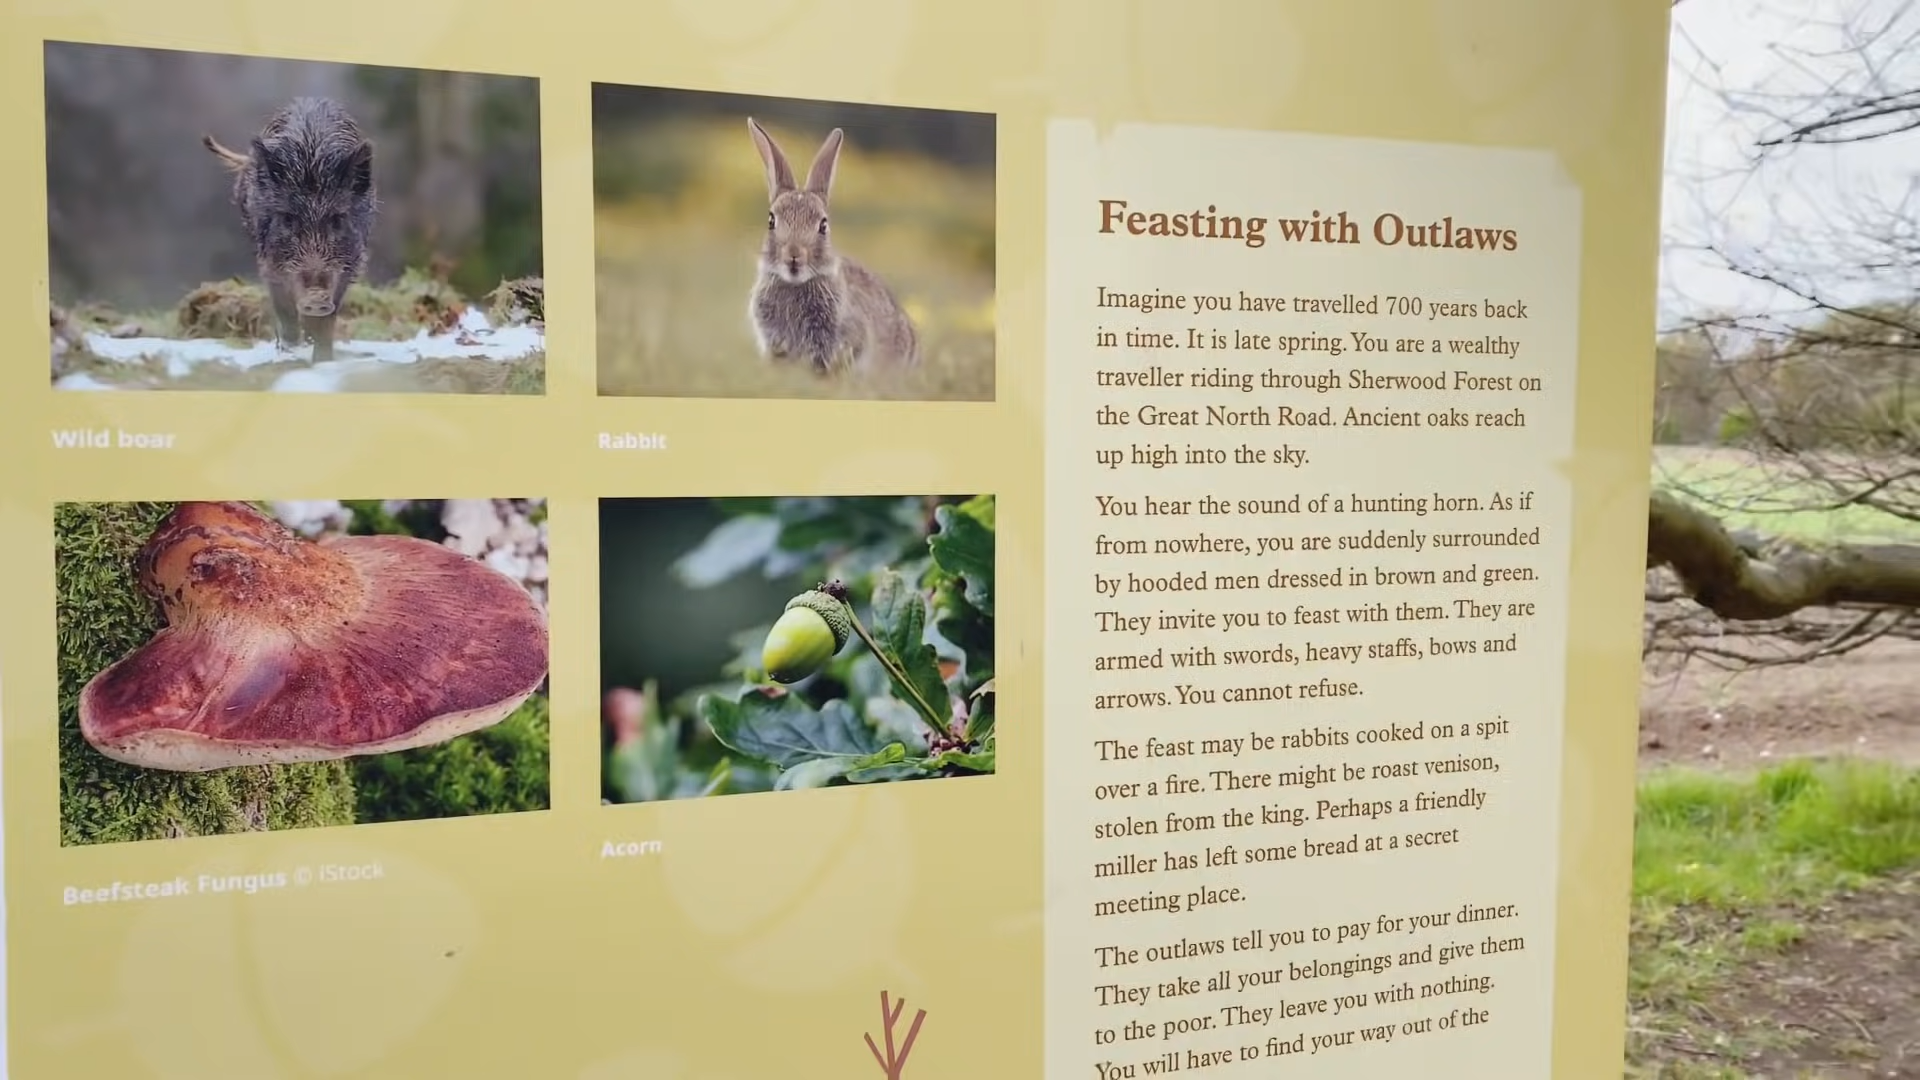 Wild boar
Rabbit
Beefsteak Fungus © iStock
Acorn
Feasting with Outlaws
Imagine you have travelled 700 years back
in time. It is late spring. You are a wealthy
traveller riding through Sherwood Forest on
the Great North Road. Ancient oaks reach
up high into the sky.
You hear the sound of a hunting horn. As if
from nowhere, you are suddenly surrounded
by hooded men dressed in brown and green.
They invite you to feast with them. They are
armed with swords, heavy staffs, bows and
arrows. You cannot refuse.
The feast may be rabbits cooked on a spit
over a fire. There might be roast venison,
stolen from the king. Perhaps a friendly
miller has left some bread at a secret
meeting place.
The outlaws tell you to pay for your dinner.
They take all your belongings and give them
to the poor. They leave you with nothing.
You will have to find your way out of the